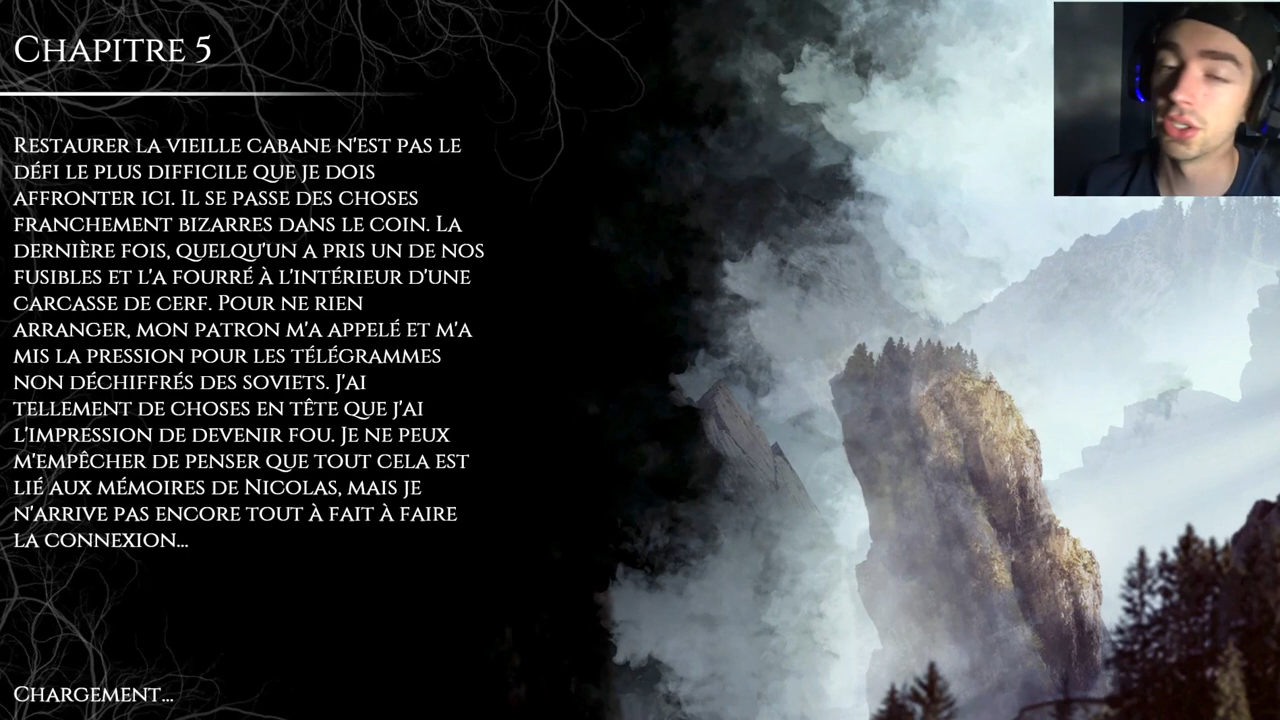 Chapitre 5
Restaurer la vieille cabane n'est pas le
défi le plus difficile que je dois
affronter ici. Il se passe des choses
franchement bizarres dans le coin. La
dernière fois, quelqu'un a pris un de nos
fusibles et l'a fourré à l'intérieur d'une
carcasse de cerf. Pour ne rien
arranger, mon patron m'a appelé et m'a
mis la pression pour les télégrammes
non déchiffrés des soviets. J'ai
tellement de choses en tête que j'ai
l'impression de devenir fou. Je ne peux
m'empêcher de penser que tout cela est
lié aux mémoires de Nicolas, mais je
n'arrive pas encore tout à fait à faire
la connexion...
Chargement...